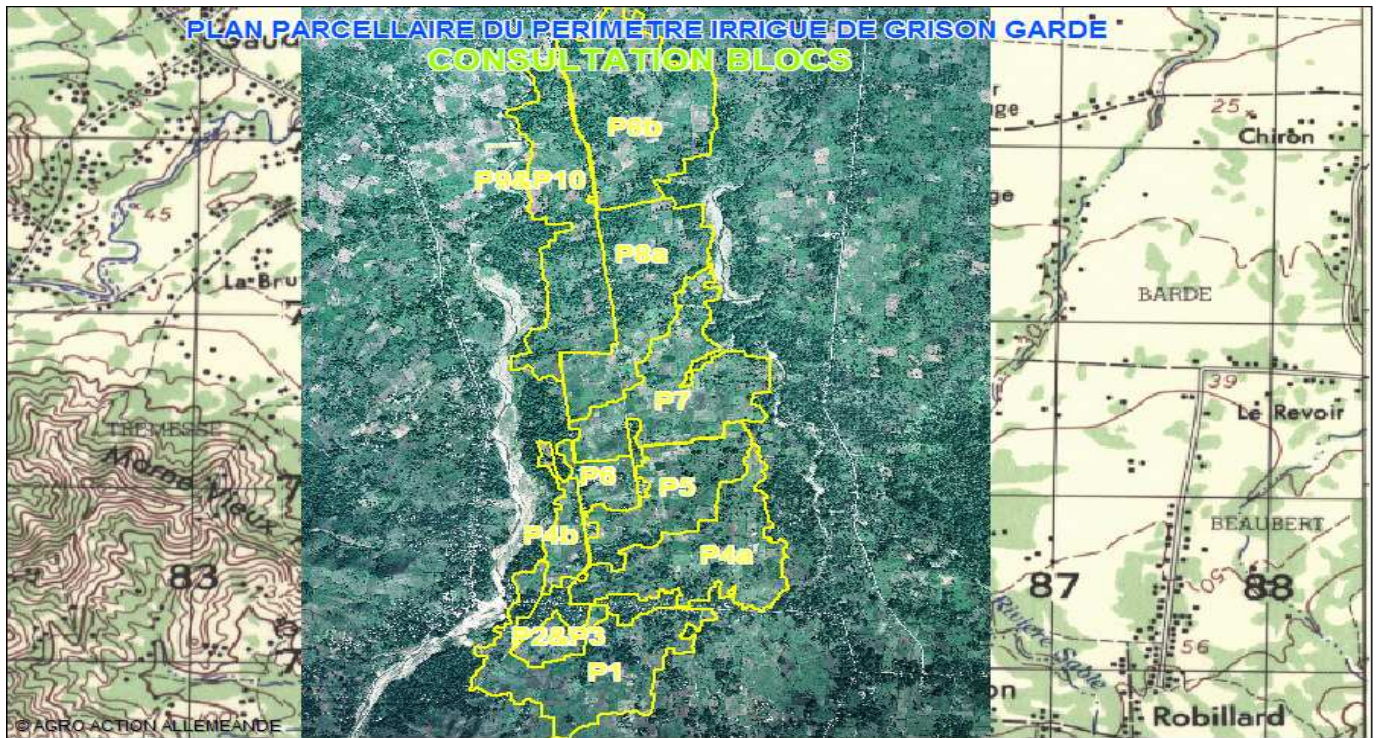 PLAN PARCELLAIRE DU PERIMETRE IRRIGUE DE GRISON GARDE
CONSULTATION BLOCS
25
Chiron
P8b
P9&P10
45
P8a
La Bru
BARDE
39
Le Revoir
P7
TREMESSE
Morne Vieux
P6
P5
BEAUBERT
P4b
P4a
83
87
50
88
Rivière Sable
P2&P3
P1
56
Robillard
© AGRO ACTION ALLEMEANDE